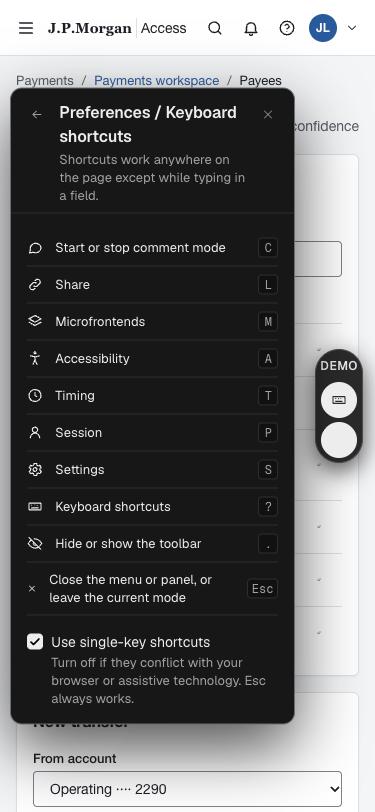 J.P.Morgan Access JL
Payments / Payments workspace / Payees
confidence
Preferences / Keyboard
shortcuts
Shortcuts work anywhere on
the page except while typing in
a field.
Start or stop comment mode C
Share L
Microfrontends M
Accessibility A
Timing T
Session P
Settings S
Keyboard shortcuts ?
Hide or show the toolbar .
Close the menu or panel, or
leave the current mode Esc
Use single-key shortcuts
Turn off if they conflict with your
browser or assistive technology. Esc
always works.
DEMO
New transfer
From account
Operating ···· 2290